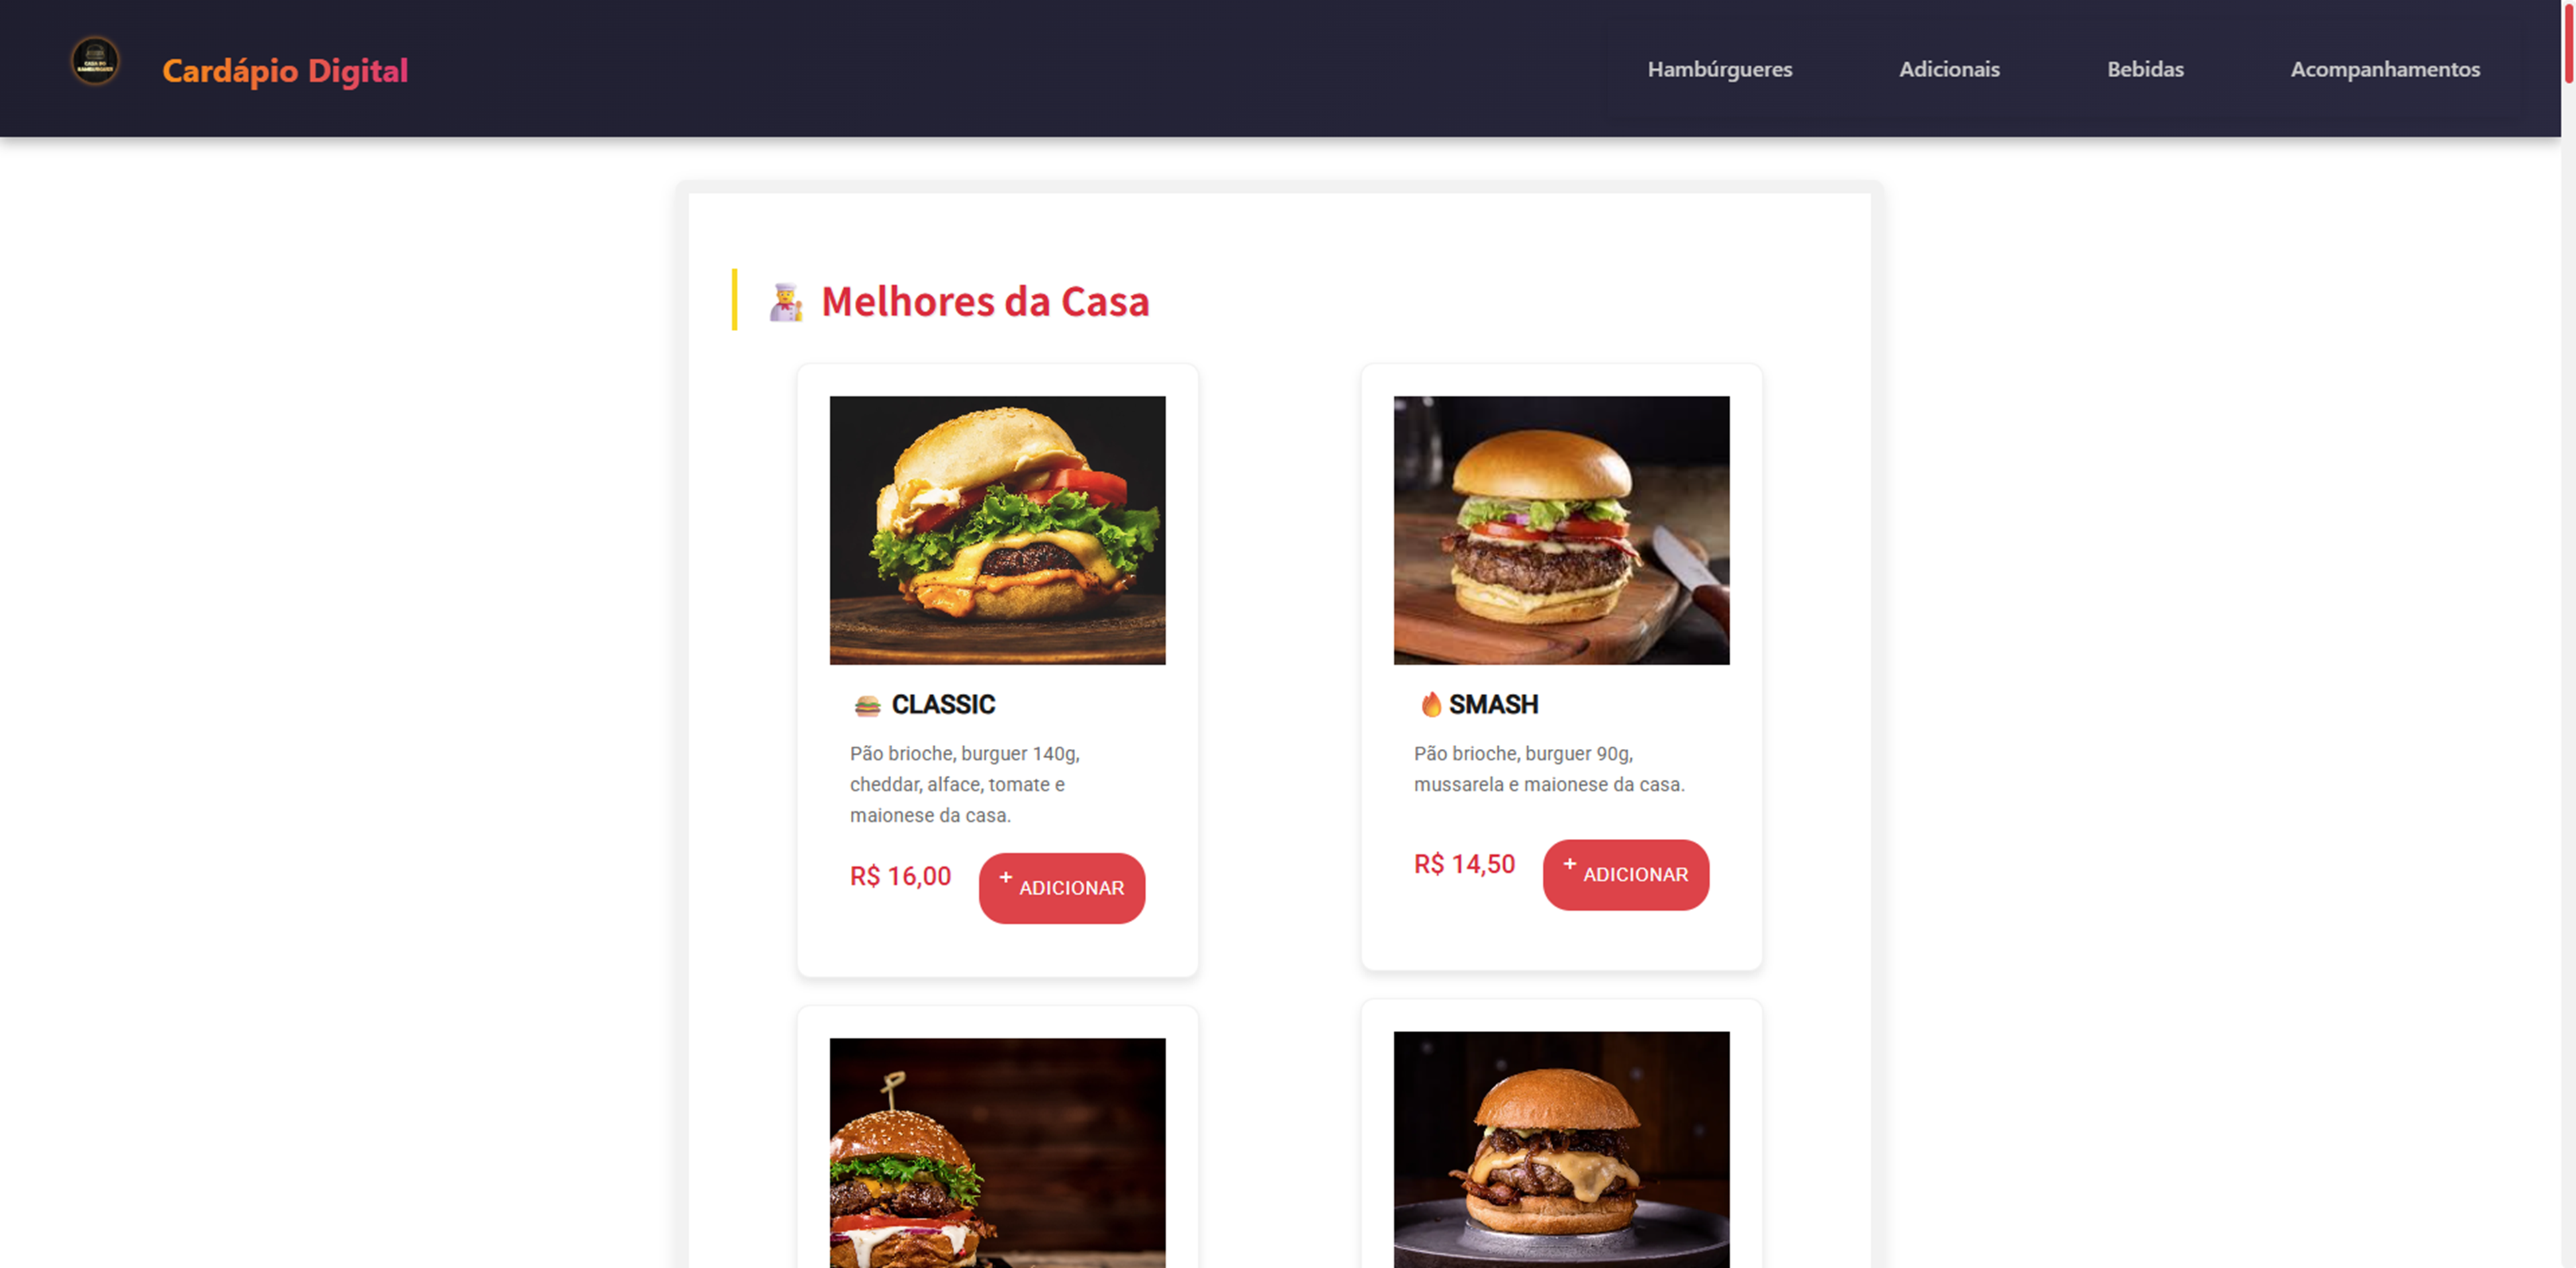 Cardápio Digital
Hambúrgueres
Adicionais
Bebidas
Acompanhamentos
👨‍🍳 Melhores da Casa
🍔 CLASSIC
Pão brioche, burguer 140g,
cheddar, alface, tomate e
maionese da casa.
R$ 16,00
+ ADICIONAR
🔥 SMASH
Pão brioche, burguer 90g,
mussarela e maionese da casa.
R$ 14,50
+ ADICIONAR